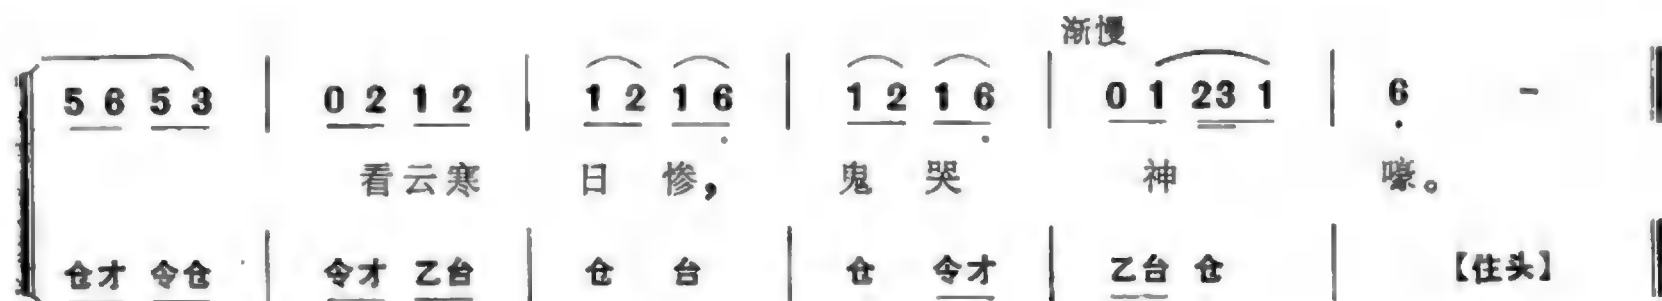 渐慢
5 6 5 3 | 0 2 1 2 | 1 2 1 6 | 1 2 1 6 | 0 1 23 1 | 6 -
看云寒 日 惨， 鬼 哭 神 嚎。
仓才 令仓 | 令才 乙台 | 仓 台 | 仓 令才 | 乙台 仓 | 【住头】